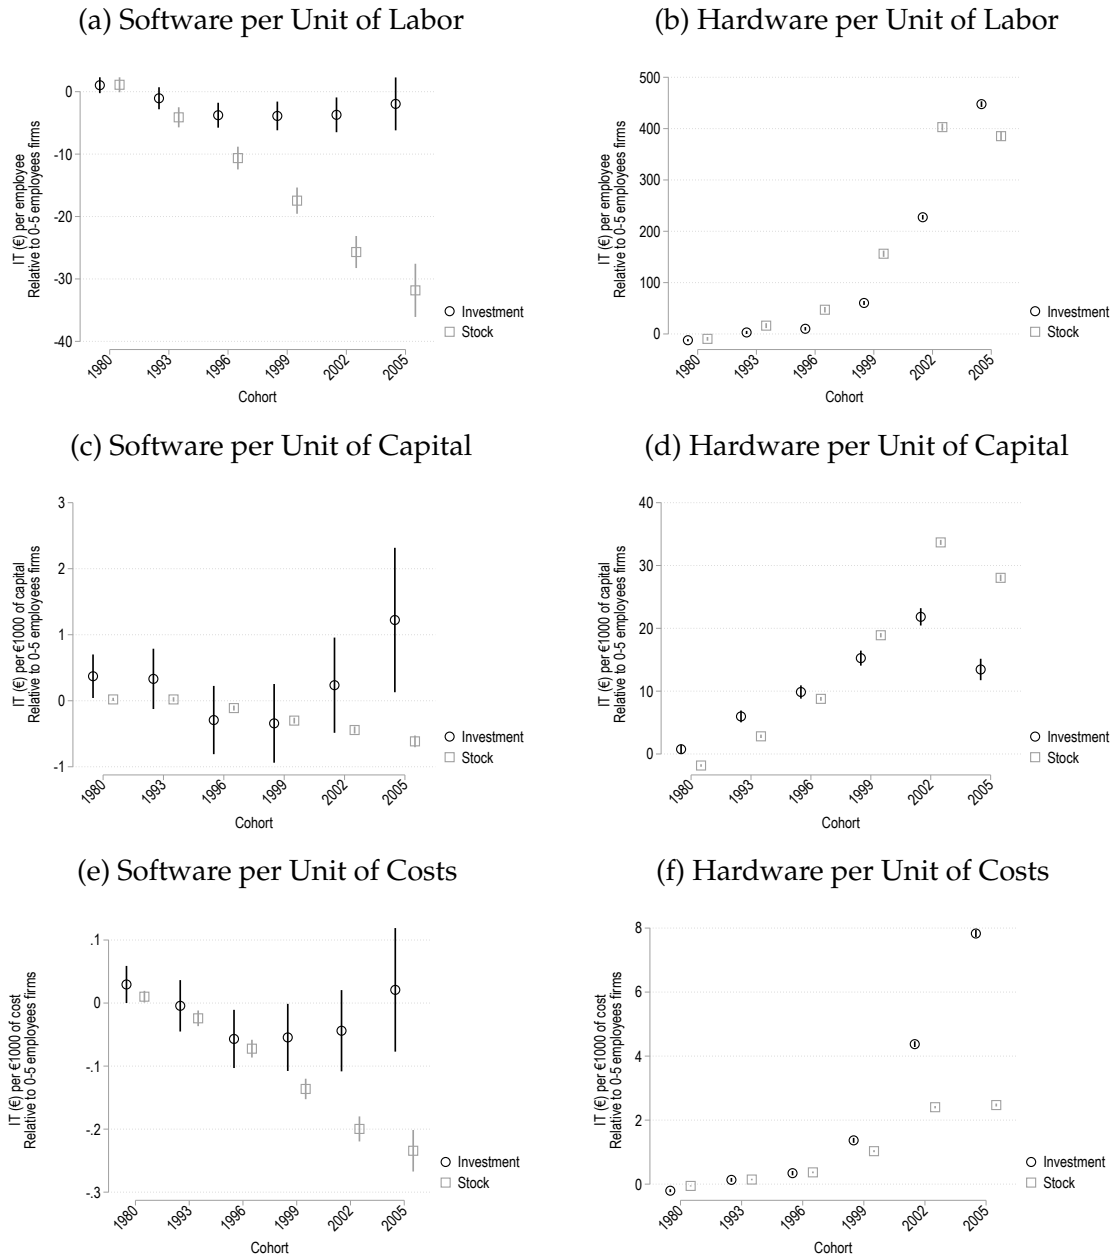 (a) Software per Unit of Labor
IT (€) per employee
Relative to 0-5 employees firms
0
-10
-20
-30
-40
1980
1993
1996
1999
2002
2005
Cohort
Investment
Stock
(b) Hardware per Unit of Labor
IT (€) per employee
Relative to 0-5 employees firms
500
400
300
200
100
0
1980
1993
1996
1999
2002
2005
Cohort
Investment
Stock
(c) Software per Unit of Capital
IT (€) per €1000 of capital
Relative to 0-5 employees firms
3
2
1
0
-1
1980
1993
1996
1999
2002
2005
Cohort
Investment
Stock
(d) Hardware per Unit of Capital
IT (€) per €1000 of capital
Relative to 0-5 employees firms
40
30
20
10
0
1980
1993
1996
1999
2002
2005
Cohort
Investment
Stock
(e) Software per Unit of Costs
IT (€) per €1000 of cost
Relative to 0-5 employees firms
.1
0
-.1
-.2
-.3
1980
1993
1996
1999
2002
2005
Cohort
Investment
Stock
(f) Hardware per Unit of Costs
IT (€) per €1000 of cost
Relative to 0-5 employees firms
8
6
4
2
0
1980
1993
1996
1999
2002
2005
Cohort
Investment
Stock